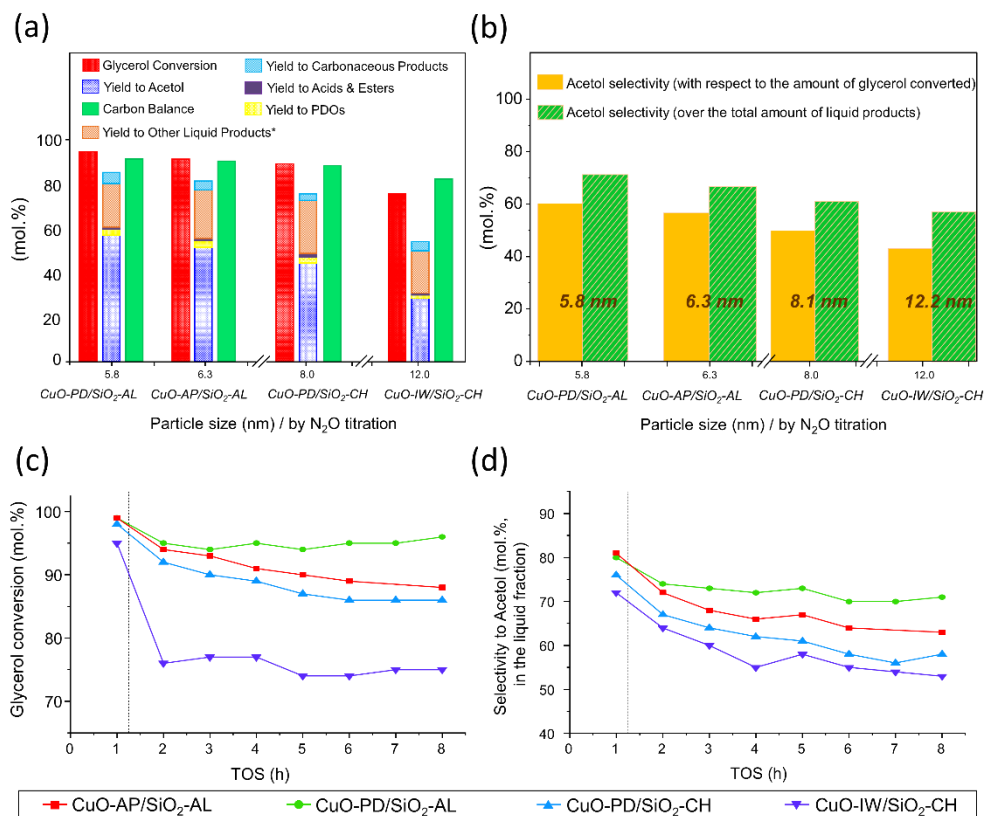 (a)
Glycerol Conversion
Yield to Acetol
Carbon Balance
Yield to Other Liquid Products*
Yield to Carbonaceous Products
Yield to Acids & Esters
Yield to PDOs
100
80
60
40
20
0
(mol.%)
5.8
6.3
8.0
12.0
CuO-PD/SiO₂-AL
CuO-AP/SiO₂-AL
CuO-PD/SiO₂-CH
CuO-IW/SiO₂-CH
Particle size (nm) / by N₂O titration
(b)
Acetol selectivity (with respect to the amount of glycerol converted)
Acetol selectivity (over the total amount of liquid products)
100
80
60
40
20
0
(mol.%)
5.8 nm
6.3 nm
8.1 nm
12.2 nm
5.8
6.3
8.0
12.0
CuO-PD/SiO₂-AL
CuO-AP/SiO₂-AL
CuO-PD/SiO₂-CH
CuO-IW/SiO₂-CH
Particle size (nm) / by N₂O titration
(c)
Glycerol conversion (mol.%)
100
90
80
70
0
1
2
3
4
5
6
7
8
TOS (h)
(d)
Selectivity to Acetol (mol.%,
in the liquid fraction)
90
80
70
60
50
40
0
1
2
3
4
5
6
7
8
TOS (h)
CuO-AP/SiO₂-AL
CuO-PD/SiO₂-AL
CuO-PD/SiO₂-CH
CuO-IW/SiO₂-CH